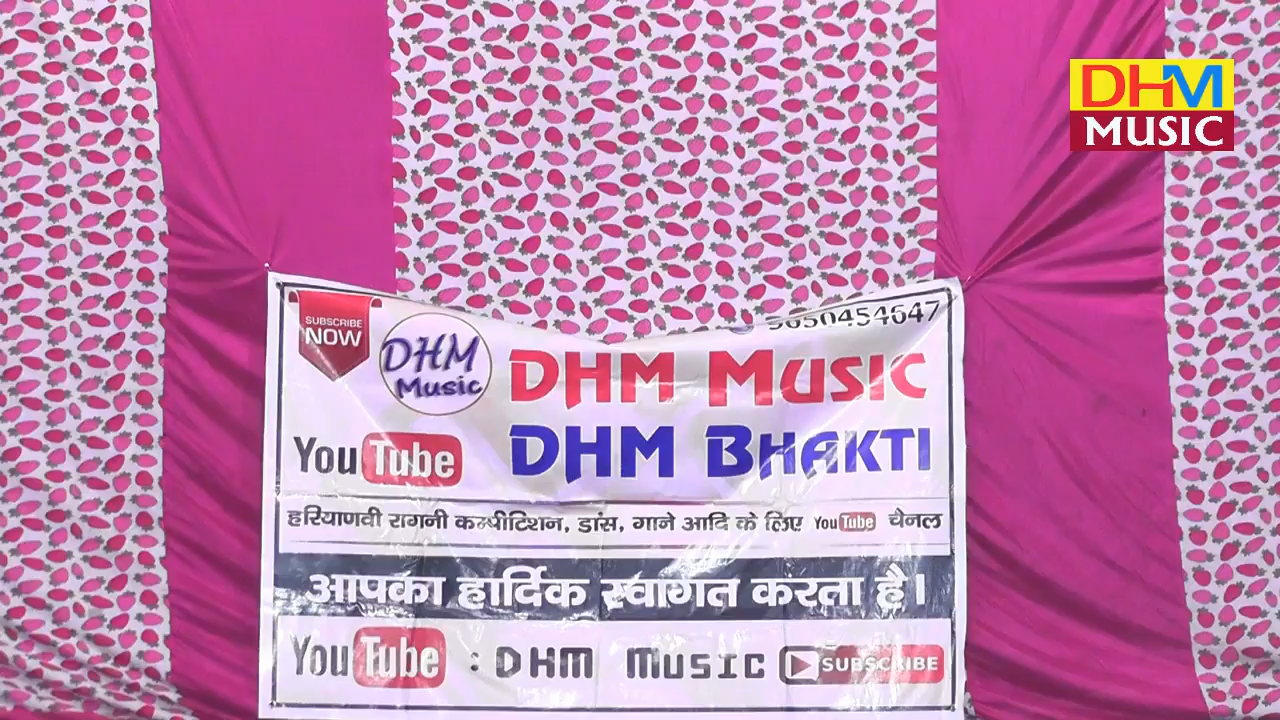 DHM
MUSIC
SUBSCRIBE
NOW
DHM
Music
9650454647
DHM MUSIC
YouTube
DHM BHAKTI
हरियाणवी रागनी कम्पीटिशन, डांस, गाने आदि के लिए YouTube चैनल
आपका हार्दिक स्वागत करता है।
YouTube : DHM MUSIC SUBSCRIBE